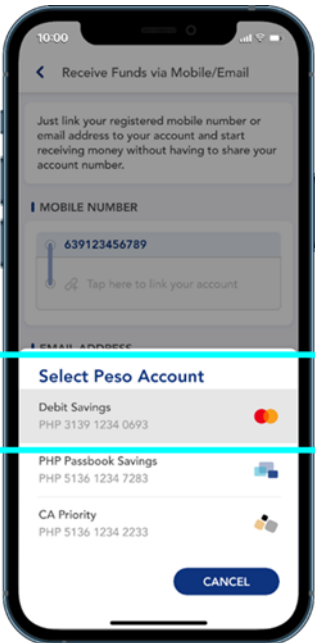 10:00
Receive Funds via Mobile/Email
Just link your registered mobile number or
email address to your account and start
receiving money without having to share your
account number.
MOBILE NUMBER
639123456789
Tap here to link your account
EMAIL ADDRESS
Select Peso Account
Debit Savings
PHP 3139 1234 0693
PHP Passbook Savings
PHP 5136 1234 7283
CA Priority
PHP 5136 1234 2233
CANCEL